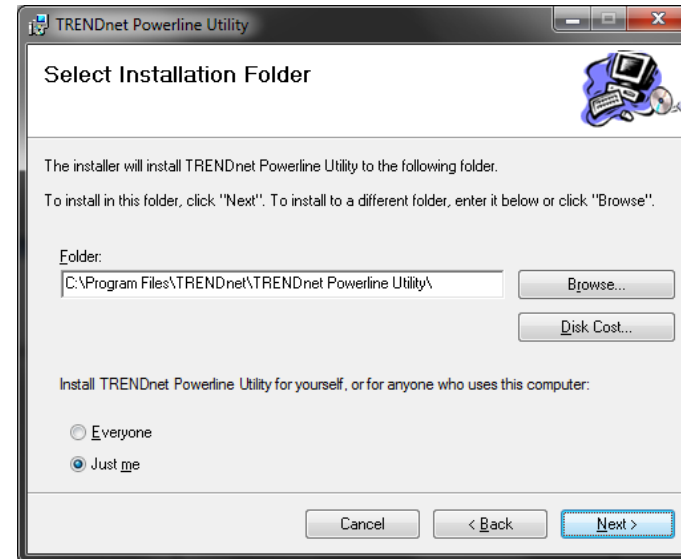 TRENDnet Powerline Utility
Select Installation Folder
The installer will install TRENDnet Powerline Utility to the following folder.
To install in this folder, click "Next". To install to a different folder, enter it below or click "Browse".
Folder:
C:\Program Files\TRENDnet\TRENDnet Powerline Utility\
Browse...
Disk Cost...
Install TRENDnet Powerline Utility for yourself, or for anyone who uses this computer:
Everyone
Just me
Cancel
< Back
Next >